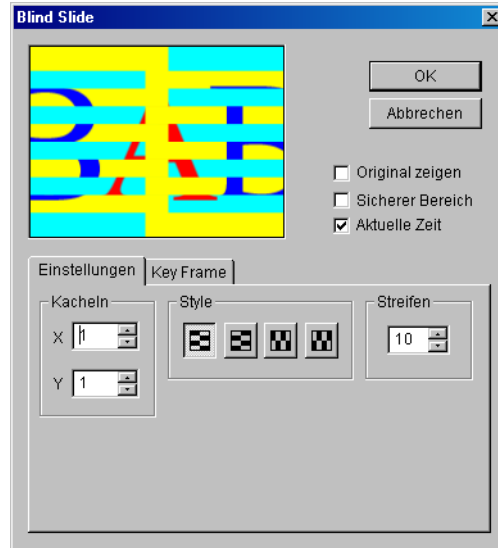 Blind Slide
B A B
OK
Abbrechen
Original zeigen
Sicherer Bereich
Aktuelle Zeit
Einstellungen
Key Frame
Kacheln
Style
Streifen
X 1
10
Y 1